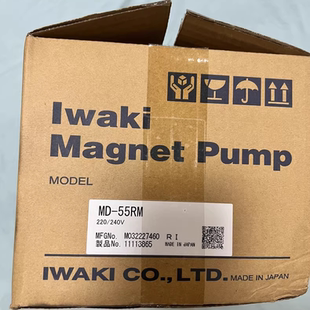 Iwaki
Magnet Pump
MODEL
MD-55RM
220/240V
MFGNo. M032227460 R I
製品No. 11113865 MADE IN JAPAN
IWAKI CO., LTD. MADE IN JAPAN